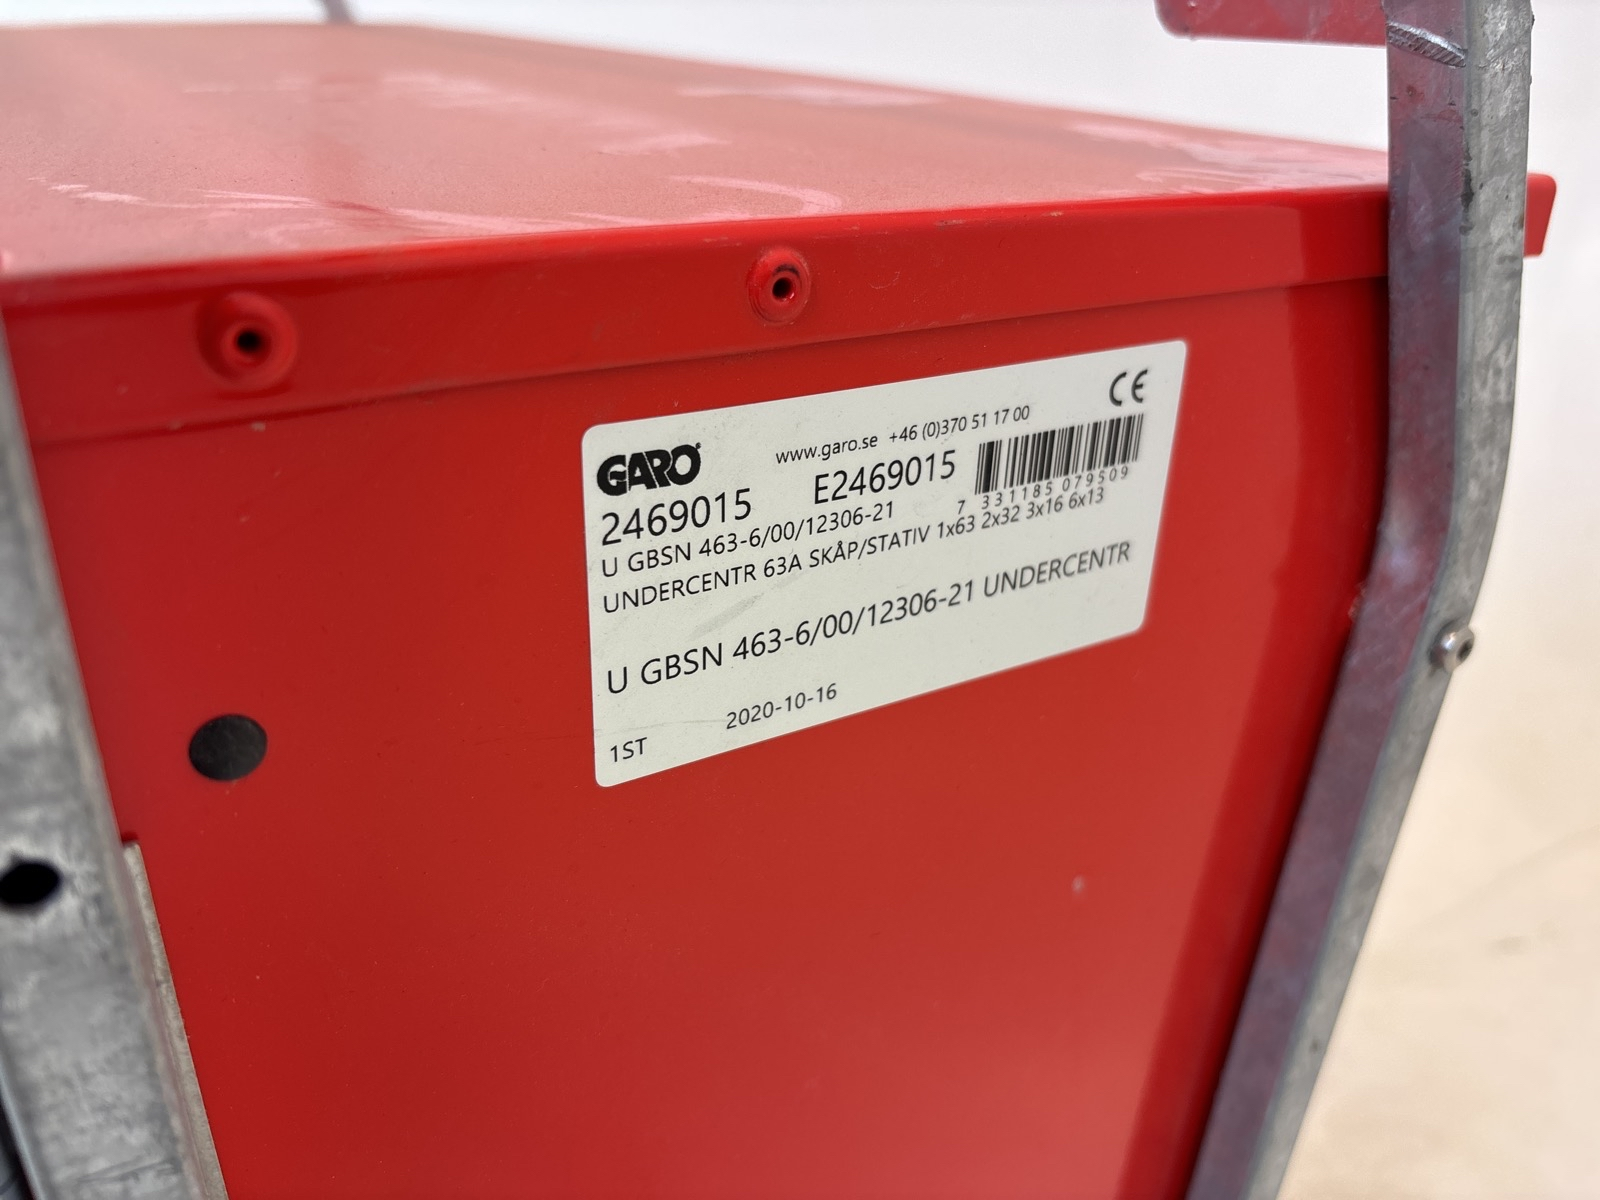 GARO www.garo.se +46 (0)370 51 17 00 CE
2469015 E2469015
7 331185 079509
U GBSN 463-6/00/12306-21
UNDERCENTR 63A SKÅP/STATIV 1x63 2x32 3x16 6x13
U GBSN 463-6/00/12306-21 UNDERCENTR
1ST 2020-10-16